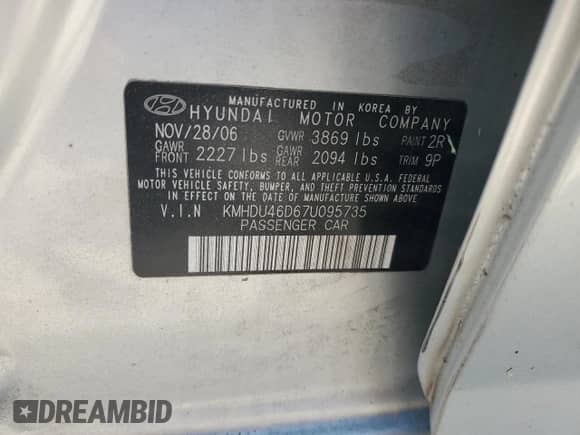 MANUFACTURED IN KOREA BY
HYUNDAI MOTOR COMPANY
NOV/28/06 GVWR 3869 lbs PAINT 2R
GAWR FRONT 2227 lbs GAWR REAR 2094 lbs TRIM 9P
THIS VEHICLE CONFORMS TO ALL APPLICABLE U.S.A. FEDERAL
MOTOR VEHICLE SAFETY, BUMPER, AND THEFT PREVENTION STANDARDS
IN EFFECT ON THE DATE OF MANUFACTURE SHOWN ABOVE.
V.I.N KMHDU46D67U095735
PASSENGER CAR
DREAMBID